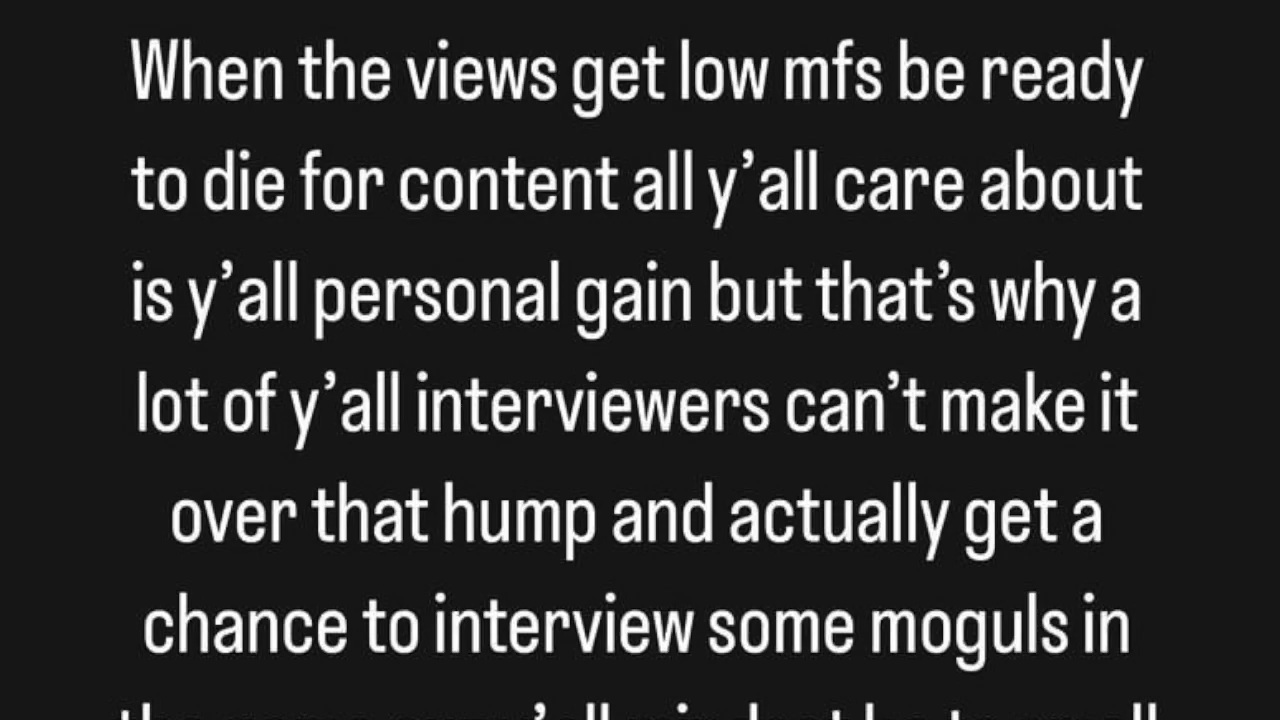 When the views get low mfs be ready
to die for content all y’all care about
is y’all personal gain but that’s why a
lot of y’all interviewers can’t make it
over that hump and actually get a
chance to interview some moguls in